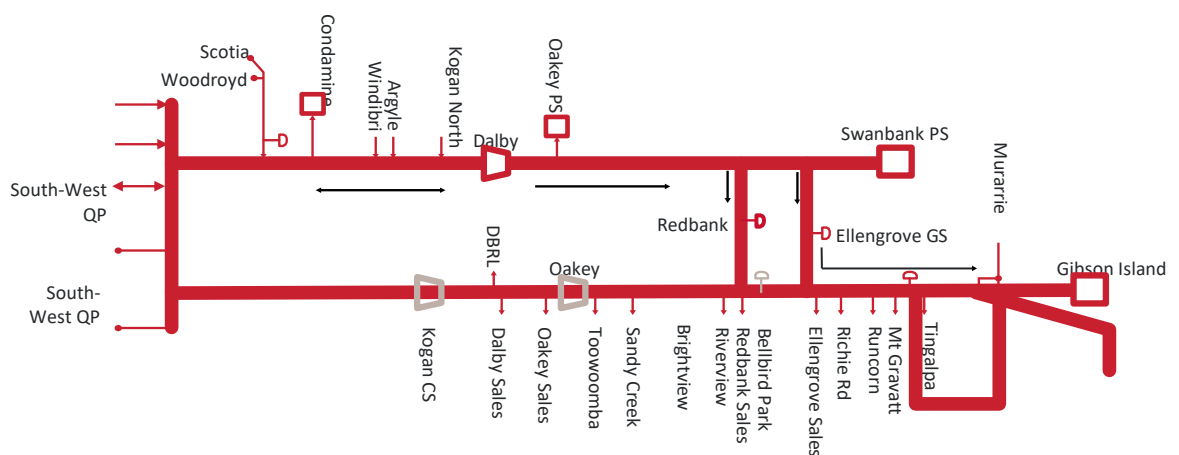 Scotia
Woodroyd
Condamine
Windibri
Argyle
Kogan North
Dalby
Oakey PS
Swanbank PS
Murarrie
South-West
QP
Redbank
Ellengrove GS
DBRL
Oakey
Gibson Island
South-
West QP
Kogan CS
Dalby Sales
Oakey Sales
Toowoomba
Sandy Creek
Brightview
Riverview
Redbank Sales
Bellbird Park
Ellengrove Sales
Richie Rd
Runcorn
Mt Gravatt
Tingalpa